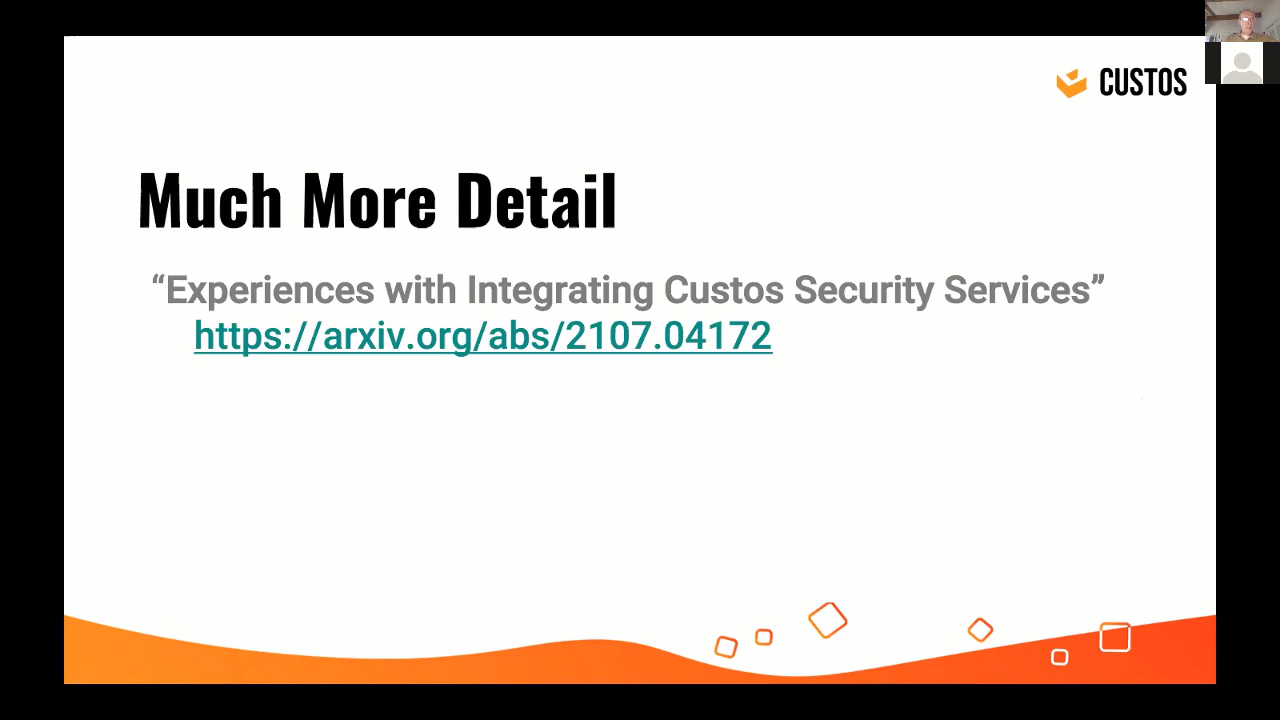 CUSTOS
Much More Detail
“Experiences with Integrating Custos Security Services”
https://arxiv.org/abs/2107.04172